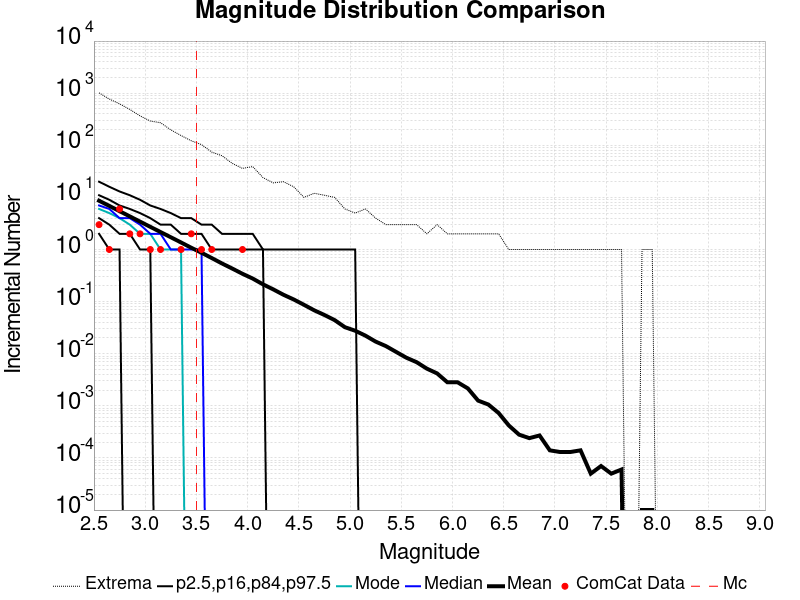 Magnitude Distribution Comparison
10^4
10^3
10^2
10^1
10^0
10^-1
10^-2
10^-3
10^-4
10^-5
Incremental Number
2.5 3.0 3.5 4.0 4.5 5.0 5.5 6.0 6.5 7.0 7.5 8.0 8.5 9.0
Magnitude
Extrema p2.5,p16,p84,p97.5 Mode Median Mean ComCat Data Mc